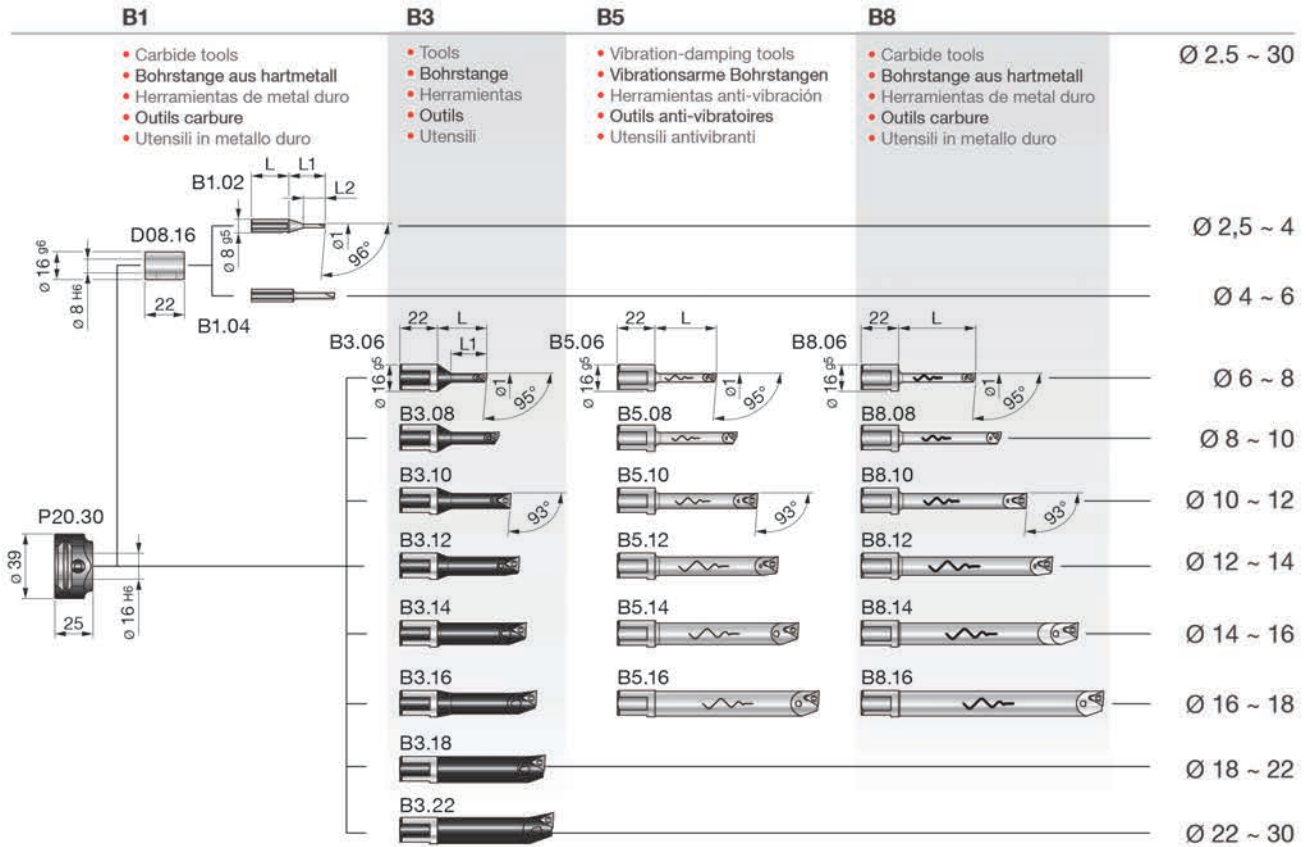 B1
B3
B5
B8
• Carbide tools
• Bohrstange aus hartmetall
• Herramientas de metal duro
• Outils carbure
• Utensili in metallo duro
• Tools
• Bohrstange
• Herramientas
• Outils
• Utensili
• Vibration-damping tools
• Vibrationsarme Bohrstangen
• Herramientas anti-vibración
• Outils anti-vibratoires
• Utensili antivibranti
• Carbide tools
• Bohrstange aus hartmetall
• Herramientas de metal duro
• Outils carbure
• Utensili in metallo duro
Ø 2.5 ~ 30
L
L1
B1.02
L2
D08.16
Ø 8 g5
Ø1
96°
Ø 2,5 ~ 4
Ø 16 g6
Ø 8 H6
22
B1.04
Ø 4 ~ 6
22
L
L1
B3.06
Ø 16 g5
Ø1
95°
22
L
B5.06
Ø 16 g5
Ø1
95°
22
L
B8.06
Ø 16 g5
Ø1
95°
Ø 6 ~ 8
B3.08
B5.08
B8.08
Ø 8 ~ 10
B3.10
93°
B5.10
93°
B8.10
93°
Ø 10 ~ 12
P20.30
Ø 39
25
Ø 16 H6
B3.12
B5.12
B8.12
Ø 12 ~ 14
B3.14
B5.14
B8.14
Ø 14 ~ 16
B3.16
B5.16
B8.16
Ø 16 ~ 18
B3.18
Ø 18 ~ 22
B3.22
Ø 22 ~ 30